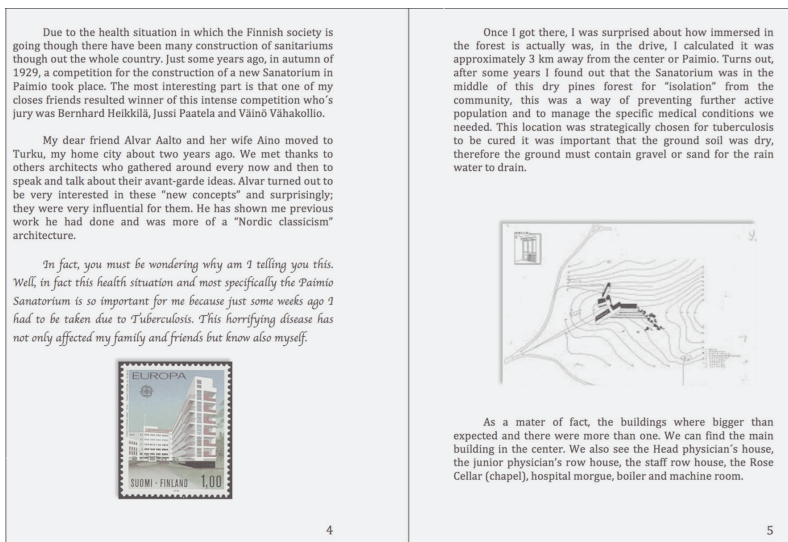 Due to the health situation in which the Finnish society is
going though there have been many construction of sanitariums
though out the whole country. Just some years ago, in autumn of
1929, a competition for the construction of a new Sanatorium in
Paimio took place. The most interesting part is that one of my
closes friends resulted winner of this intense competition who´s
jury was Bernhard Heikkilä, Jussi Paatela and Väinö Vähakollio.
My dear friend Alvar Aalto and her wife Aino moved to
Turku, my home city about two years ago. We met thanks to
others architects who gathered around every now and then to
speak and talk about their avant-garde ideas. Alvar turned out to
be very interested in these “new concepts” and surprisingly;
they were very influential for them. He has shown me previous
work he had done and was more of a “Nordic classicism”
architecture.
In fact, you must be wondering why am I telling you this.
Well, in fact this health situation and most specifically the Paimio
Sanatorium is so important for me because just some weeks ago I
had to be taken due to Tuberculosis. This horrifying disease has
not only affected my family and friends but know also myself.
EUROPA
SUOMI - FINLAND 1,00
4
Once I got there, I was surprised about how immersed in
the forest is actually was, in the drive, I calculated it was
approximately 3 km away from the center or Paimio. Turns out,
after some years I found out that the Sanatorium was in the
middle of this dry pines forest for “isolation” from the
community, this was a way of preventing further active
population and to manage the specific medical conditions we
needed. This location was strategically chosen for tuberculosis
to be cured it was important that the ground soil was dry,
therefore the ground must contain gravel or sand for the rain
water to drain.
As a mater of fact, the buildings where bigger than
expected and there were more than one. We can find the main
building in the center. We also see the Head physician´s house,
the junior physician’s row house, the staff row house, the Rose
Cellar (chapel), hospital morgue, boiler and machine room.
5